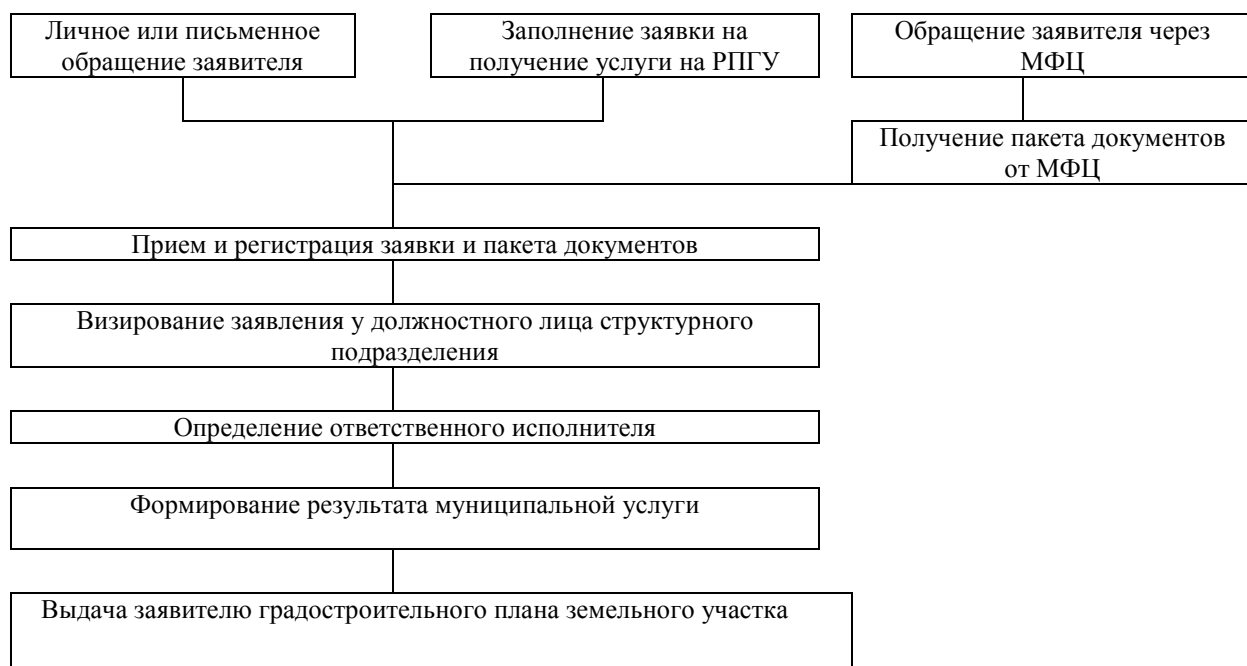 Личное или письменное
обращение заявителя
Заполнение заявки на
получение услуги на РПГУ
Обращение заявителя через
МФЦ
Получение пакета документов
от МФЦ
Прием и регистрация заявки и пакета документов
Визирование заявления у должностного лица структурного
подразделения
Определение ответственного исполнителя
Формирование результата муниципальной услуги
Выдача заявителю градостроительного плана земельного участка